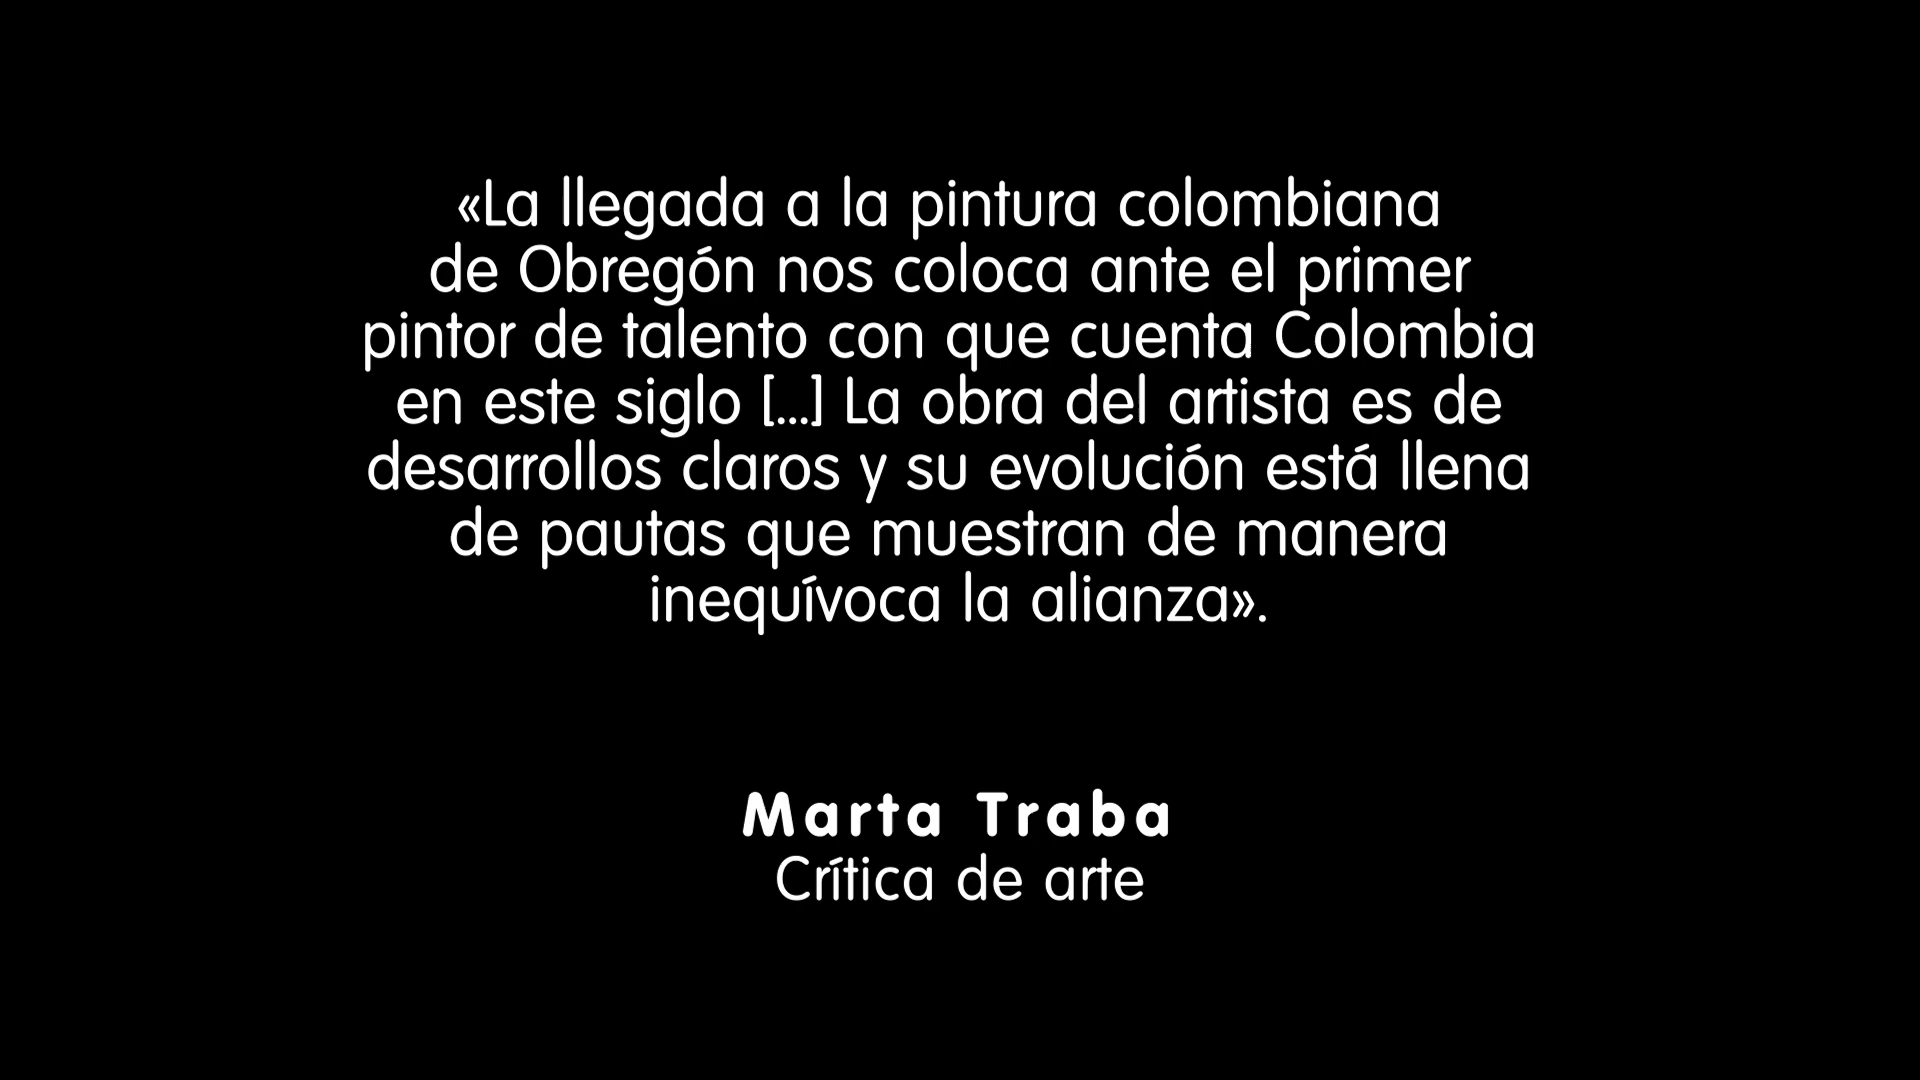 «La llegada a la pintura colombiana
de Obregón nos coloca ante el primer
pintor de talento con que cuenta Colombia
en este siglo [...] La obra del artista es de
desarrollos claros y su evolución está llena
de pautas que muestran de manera
inequívoca la alianza».
Marta Traba
Crítica de arte